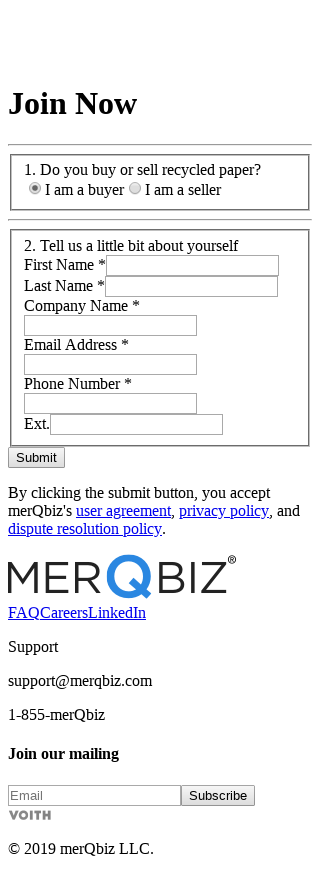 Join Now
1. Do you buy or sell recycled paper?
I am a buyer I am a seller
2. Tell us a little bit about yourself
First Name *
Last Name *
Company Name *
Email Address *
Phone Number *
Ext.
Submit
By clicking the submit button, you accept
merQbiz's user agreement, privacy policy, and
dispute resolution policy.
MERQBIZ®
FAQCareersLinkedIn
Support
support@merqbiz.com
1-855-merQbiz
Join our mailing
Email Subscribe
VOITH
© 2019 merQbiz LLC.